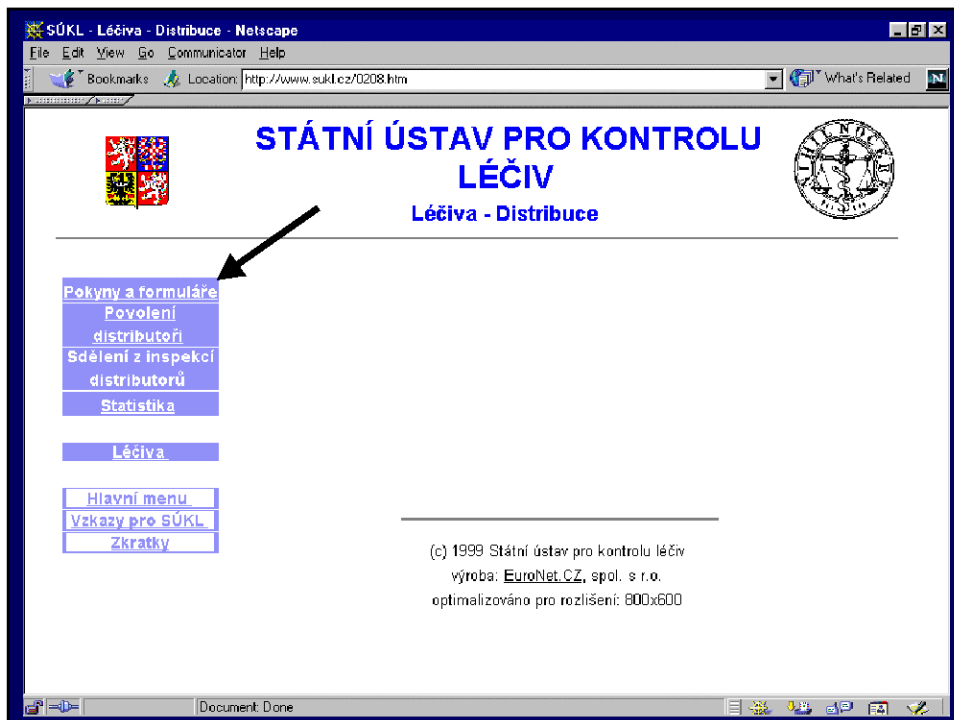 SÚKL - Léčiva - Distribuce - Netscape
File Edit View Go Communicator Help
Bookmarks Location: http://www.sukl.cz/0208.htm What's Related N
STÁTNÍ ÚSTAV PRO KONTROLU
LÉČIV
Léčiva - Distribuce
Pokyny a formuláře
Povolení
distributoři
Sdělení z inspekcí
distributorů
Statistika
Léčiva
Hlavní menu
Vzkazy pro SÚKL
Zkratky
(c) 1999 Státní ústav pro kontrolu léčiv
výroba: EuroNet.CZ, spol. s r.o.
optimalizováno pro rozlišení: 800x600
Document: Done